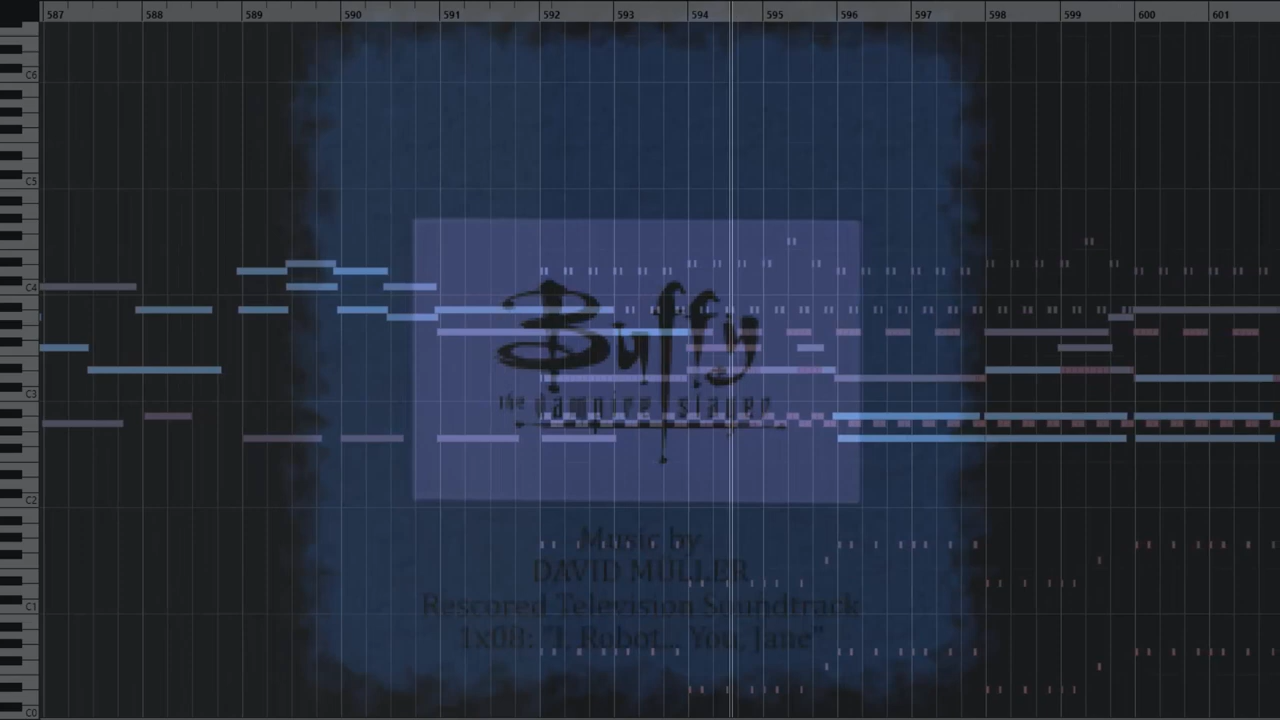 587 588 589 590 591 592 593 594 595 596 597 598 599 600 601
C6
C5
C4
Buffy
C3
the vampire slayer
C2
Music by
DAVID MULLER
C1
Rescored Television Soundtrack
1x08: "I, Robot... You, Jane"
C0